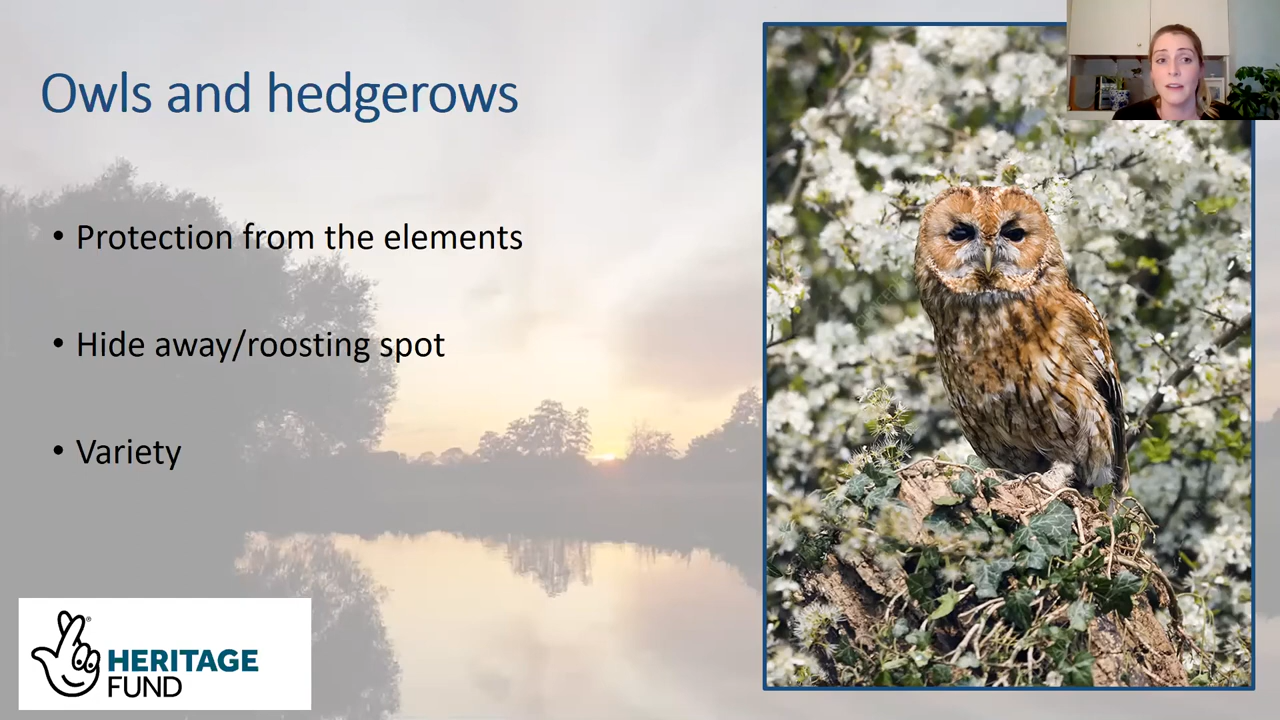 Owls and hedgerows
• Protection from the elements
• Hide away/roosting spot
• Variety
HERITAGE
FUND